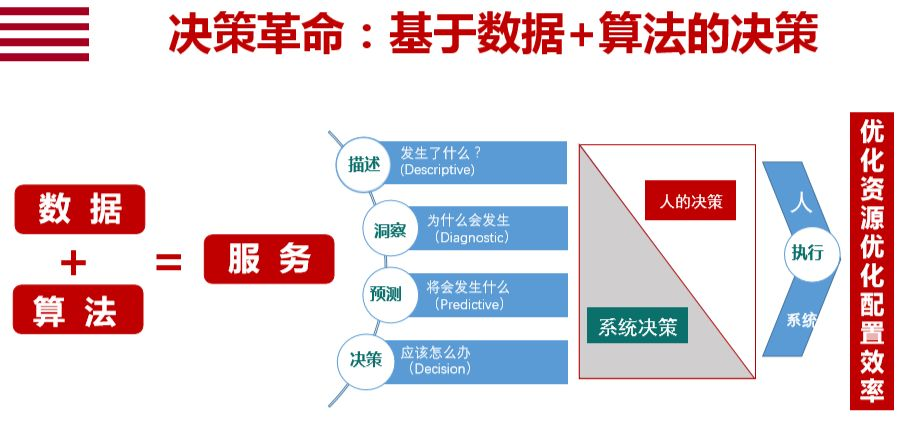 决策革命：基于数据+算法的决策
数据
+
算法
=
服务
描述
发生了什么？
(Descriptive)
洞察
为什么会发生
（Diagnostic）
预测
将会发生什么
（Predictive）
决策
应该怎么办
（Decision）
人的决策
系统决策
人
执行
系统
优化资源优化配置效率